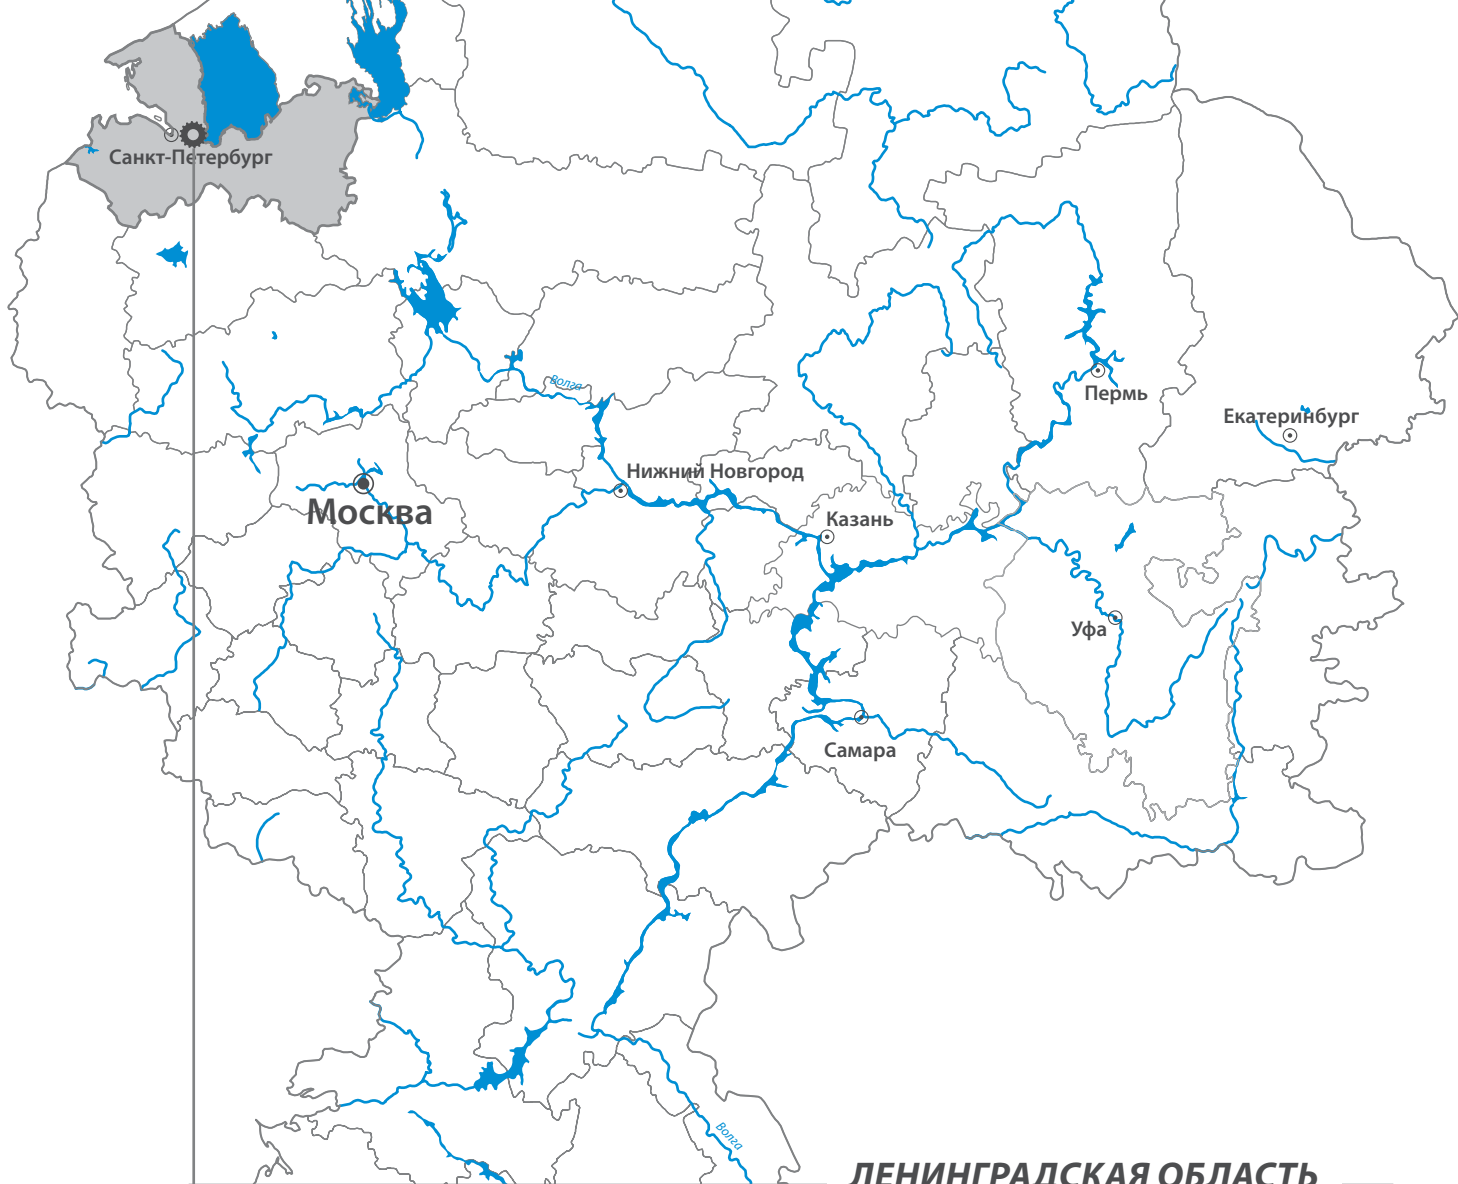 Санкт-Петербург
Волга
Пермь
Екатеринбург
Нижний Новгород
Москва
Казань
Уфа
Самара
Волга
ЛЕНИНГРАДСКАЯ ОБЛАСТЬ